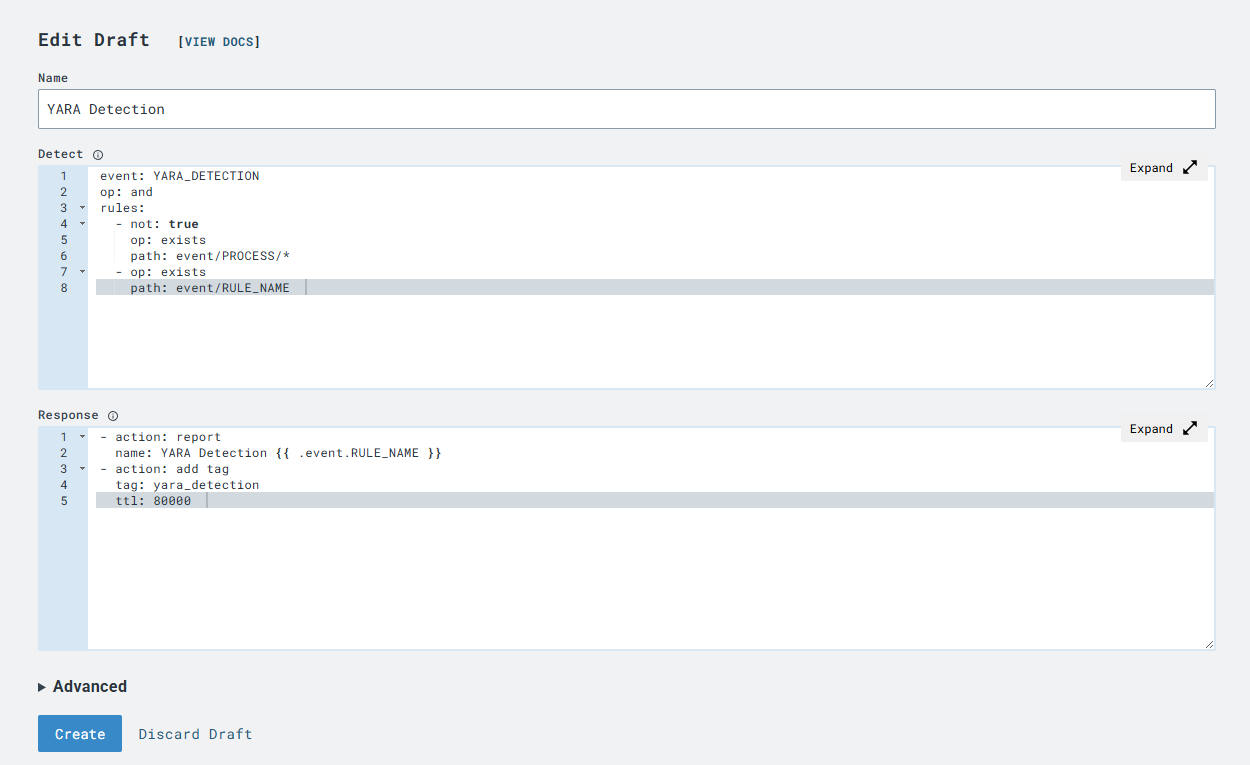 Edit Draft [VIEW DOCS]
Name
YARA Detection
Detect
Expand
1 event: YARA_DETECTION
2 op: and
3 rules:
4 - not: true
5 op: exists
6 path: event/PROCESS/*
7 - op: exists
8 path: event/RULE_NAME
Response
Expand
1 - action: report
2 name: YARA Detection {{ .event.RULE_NAME }}
3 - action: add tag
4 tag: yara_detection
5 ttl: 80000
Advanced
Create Discard Draft